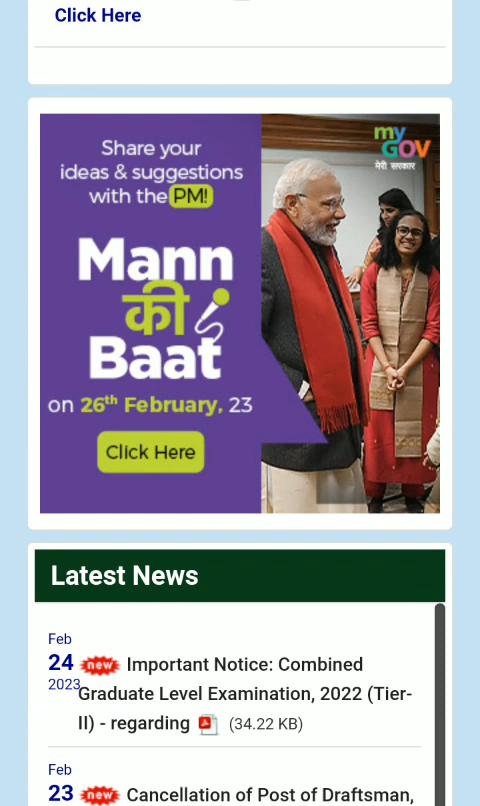 Click Here
my
GOV
मेरी सरकार
Share your
ideas & suggestions
with the PM!
Mann
की
Baat
on 26th February, 23
Click Here
Latest News
Feb
24
2023
new Important Notice: Combined
Graduate Level Examination, 2022 (Tier-
II) - regarding (34.22 KB)
Feb
23
new Cancellation of Post of Draftsman,